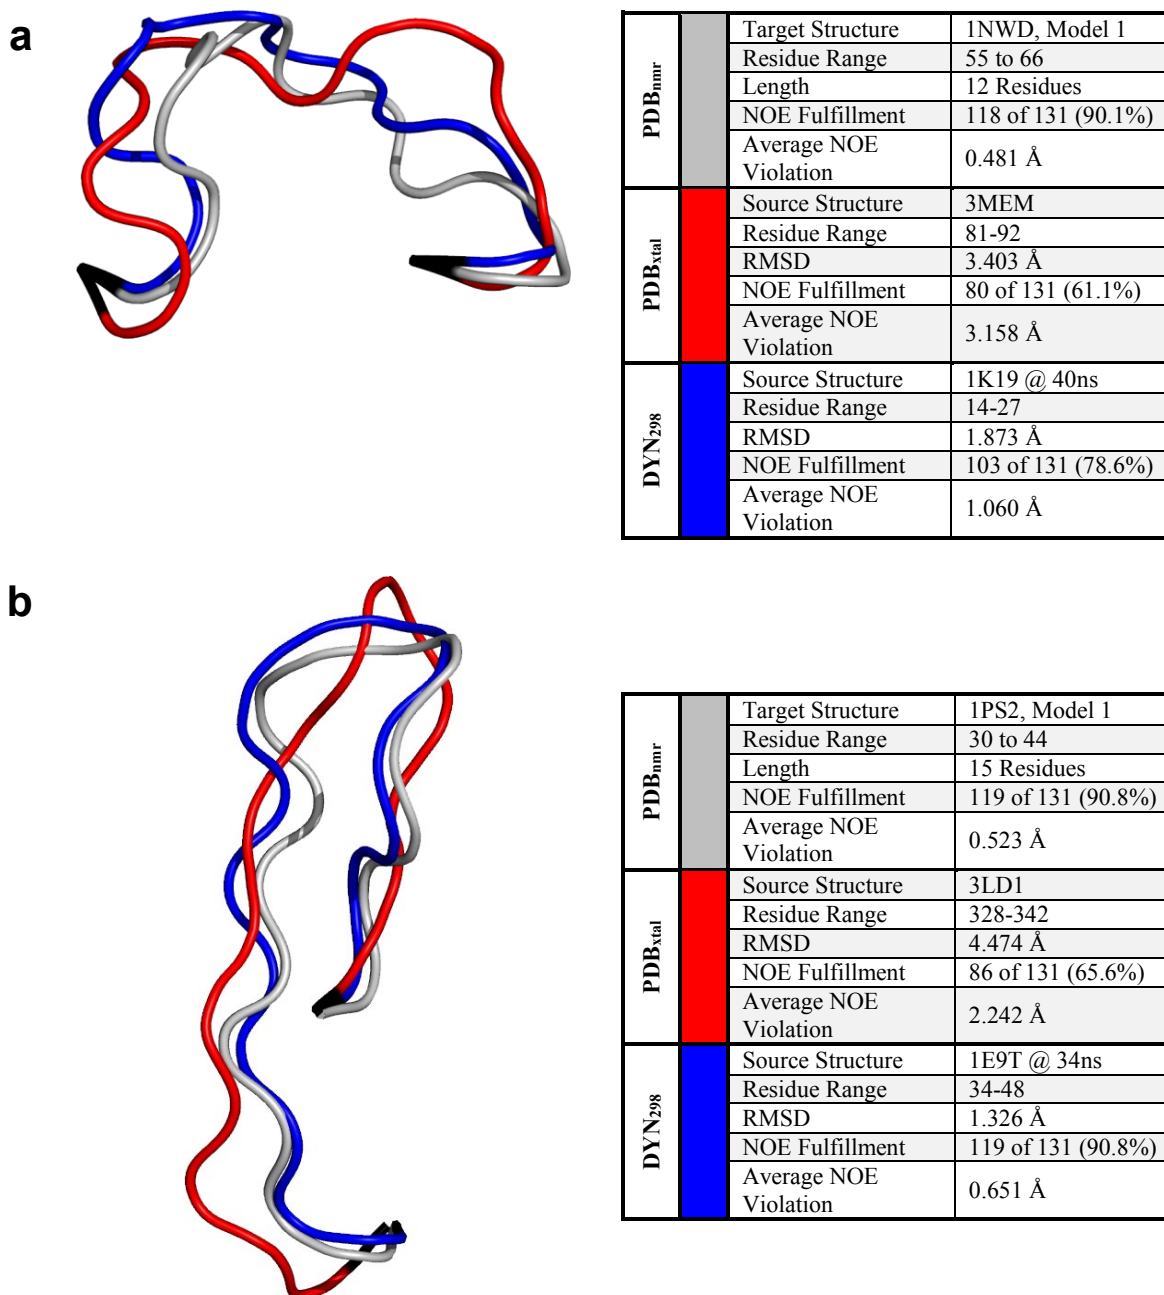 a
PDBnmr
Target Structure 1NWD, Model 1
Residue Range 55 to 66
Length 12 Residues
NOE Fulfillment 118 of 131 (90.1%)
Average NOE
Violation 0.481 Å
PDBxtal
Source Structure 3MEM
Residue Range 81-92
RMSD 3.403 Å
NOE Fulfillment 80 of 131 (61.1%)
Average NOE
Violation 3.158 Å
DYN298
Source Structure 1K19 @ 40ns
Residue Range 14-27
RMSD 1.873 Å
NOE Fulfillment 103 of 131 (78.6%)
Average NOE
Violation 1.060 Å
b
PDBnmr
Target Structure 1PS2, Model 1
Residue Range 30 to 44
Length 15 Residues
NOE Fulfillment 119 of 131 (90.8%)
Average NOE
Violation 0.523 Å
PDBxtal
Source Structure 3LD1
Residue Range 328-342
RMSD 4.474 Å
NOE Fulfillment 86 of 131 (65.6%)
Average NOE
Violation 2.242 Å
DYN298
Source Structure 1E9T @ 34ns
Residue Range 34-48
RMSD 1.326 Å
NOE Fulfillment 119 of 131 (90.8%)
Average NOE
Violation 0.651 Å